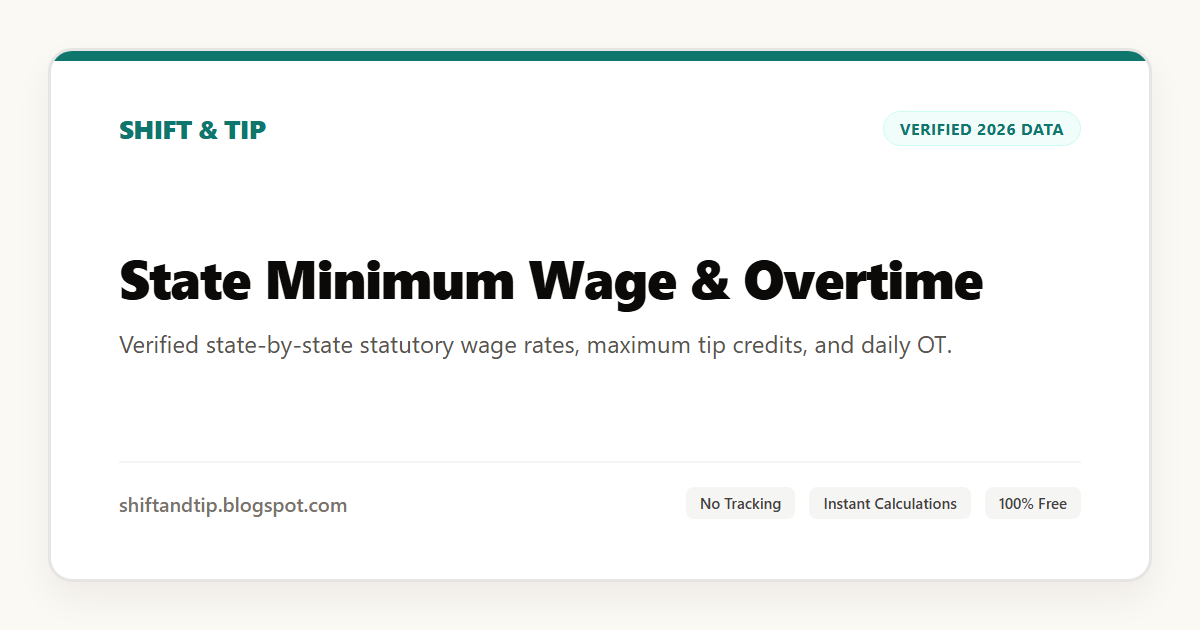 SHIFT & TIP
VERIFIED 2026 DATA
State Minimum Wage & Overtime
Verified state-by-state statutory wage rates, maximum tip credits, and daily OT.
shiftandtip.blogspot.com
No Tracking
Instant Calculations
100% Free